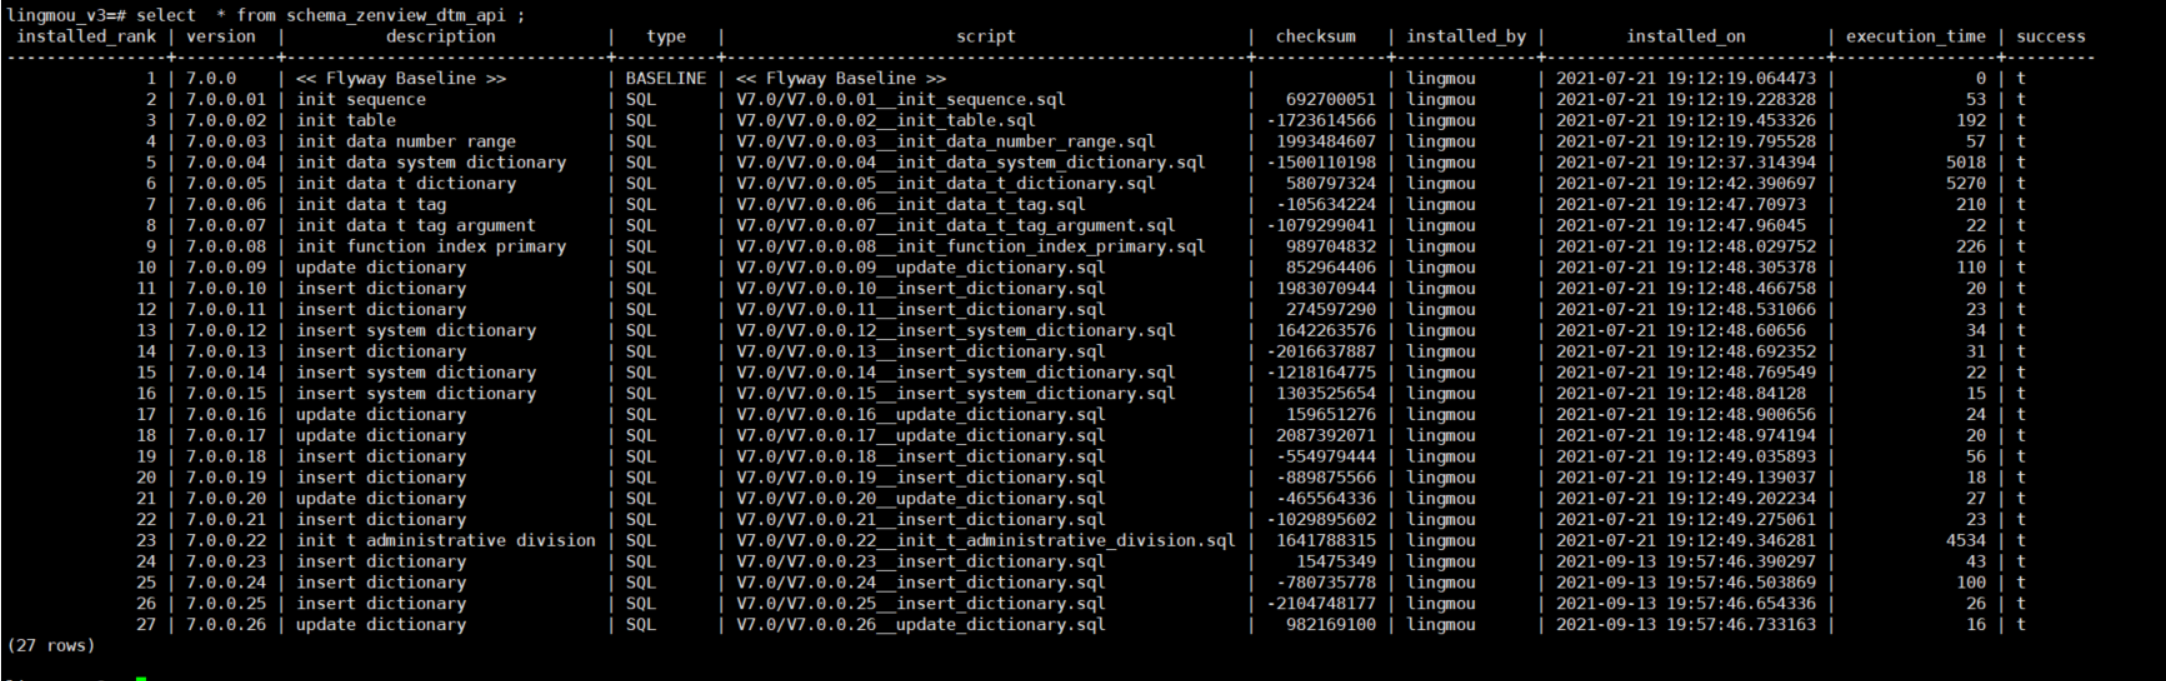 lingmou_v3=# select  * from schema_zenview_dtm_api ;
 installed_rank | version  |         description          |   type   |                     script                      |  checksum   | installed_by |        installed_on        | execution_time | success
----------------+----------+------------------------------+----------+-------------------------------------------------+-------------+--------------+----------------------------+----------------+---------
1 | 7.0.0 | << Flyway Baseline >> | BASELINE | << Flyway Baseline >> | | lingmou | 2021-07-21 19:12:19.064473 | 0 | t
2 | 7.0.0.01 | init sequence | SQL | V7.0/V7.0.0.01__init_sequence.sql | 692700051 | lingmou | 2021-07-21 19:12:19.228328 | 53 | t
3 | 7.0.0.02 | init table | SQL | V7.0/V7.0.0.02__init_table.sql | -1723614566 | lingmou | 2021-07-21 19:12:19.453326 | 192 | t
4 | 7.0.0.03 | init data number range | SQL | V7.0/V7.0.0.03__init_data_number_range.sql | 1993484607 | lingmou | 2021-07-21 19:12:19.795528 | 57 | t
5 | 7.0.0.04 | init data system dictionary | SQL | V7.0/V7.0.0.04__init_data_system_dictionary.sql | -1500110198 | lingmou | 2021-07-21 19:12:37.314394 | 5018 | t
6 | 7.0.0.05 | init data t dictionary | SQL | V7.0/V7.0.0.05__init_data_t_dictionary.sql | 580797324 | lingmou | 2021-07-21 19:12:42.390697 | 5270 | t
7 | 7.0.0.06 | init data t tag | SQL | V7.0/V7.0.0.06__init_data_t_tag.sql | -105634224 | lingmou | 2021-07-21 19:12:47.70973 | 210 | t
8 | 7.0.0.07 | init data t tag argument | SQL | V7.0/V7.0.0.07__init_data_t_tag_argument.sql | -1079299041 | lingmou | 2021-07-21 19:12:47.96045 | 22 | t
9 | 7.0.0.08 | init function index primary | SQL | V7.0/V7.0.0.08__init_function_index_primary.sql | 989704832 | lingmou | 2021-07-21 19:12:48.029752 | 226 | t
10 | 7.0.0.09 | update dictionary | SQL | V7.0/V7.0.0.09__update_dictionary.sql | 852964406 | lingmou | 2021-07-21 19:12:48.305378 | 110 | t
11 | 7.0.0.10 | insert dictionary | SQL | V7.0/V7.0.0.10__insert_dictionary.sql | 1983070944 | lingmou | 2021-07-21 19:12:48.466758 | 20 | t
12 | 7.0.0.11 | insert dictionary | SQL | V7.0/V7.0.0.11__insert_dictionary.sql | 274597290 | lingmou | 2021-07-21 19:12:48.531066 | 23 | t
13 | 7.0.0.12 | insert system dictionary | SQL | V7.0/V7.0.0.12__insert_system_dictionary.sql | 1642263576 | lingmou | 2021-07-21 19:12:48.60656 | 34 | t
14 | 7.0.0.13 | insert dictionary | SQL | V7.0/V7.0.0.13__insert_dictionary.sql | -2016637887 | lingmou | 2021-07-21 19:12:48.692352 | 31 | t
15 | 7.0.0.14 | insert system dictionary | SQL | V7.0/V7.0.0.14__insert_system_dictionary.sql | -1218164775 | lingmou | 2021-07-21 19:12:48.769549 | 22 | t
16 | 7.0.0.15 | insert system dictionary | SQL | V7.0/V7.0.0.15__insert_system_dictionary.sql | 1303525654 | lingmou | 2021-07-21 19:12:48.84128 | 15 | t
17 | 7.0.0.16 | update dictionary | SQL | V7.0/V7.0.0.16__update_dictionary.sql | 159651276 | lingmou | 2021-07-21 19:12:48.900656 | 24 | t
18 | 7.0.0.17 | update dictionary | SQL | V7.0/V7.0.0.17__update_dictionary.sql | 2087392071 | lingmou | 2021-07-21 19:12:48.974194 | 20 | t
19 | 7.0.0.18 | insert dictionary | SQL | V7.0/V7.0.0.18__insert_dictionary.sql | -554979444 | lingmou | 2021-07-21 19:12:49.035893 | 56 | t
20 | 7.0.0.19 | insert dictionary | SQL | V7.0/V7.0.0.19__insert_dictionary.sql | -889875566 | lingmou | 2021-07-21 19:12:49.139037 | 18 | t
21 | 7.0.0.20 | update dictionary | SQL | V7.0/V7.0.0.20__update_dictionary.sql | -465564336 | lingmou | 2021-07-21 19:12:49.202234 | 27 | t
22 | 7.0.0.21 | insert dictionary | SQL | V7.0/V7.0.0.21__insert_dictionary.sql | -1029895602 | lingmou | 2021-07-21 19:12:49.275061 | 23 | t
23 | 7.0.0.22 | init t administrative division | SQL | V7.0/V7.0.0.22__init_t_administrative_division.sql | 1641788315 | lingmou | 2021-07-21 19:12:49.346281 | 4534 | t
24 | 7.0.0.23 | insert dictionary | SQL | V7.0/V7.0.0.23__insert_dictionary.sql | 15475349 | lingmou | 2021-09-13 19:57:46.390297 | 43 | t
25 | 7.0.0.24 | insert dictionary | SQL | V7.0/V7.0.0.24__insert_dictionary.sql | -780735778 | lingmou | 2021-09-13 19:57:46.503869 | 100 | t
26 | 7.0.0.25 | insert dictionary | SQL | V7.0/V7.0.0.25__insert_dictionary.sql | -2104748177 | lingmou | 2021-09-13 19:57:46.654336 | 26 | t
27 | 7.0.0.26 | update dictionary | SQL | V7.0/V7.0.0.26__update_dictionary.sql | 982169100 | lingmou | 2021-09-13 19:57:46.733163 | 16 | t
(27 rows)